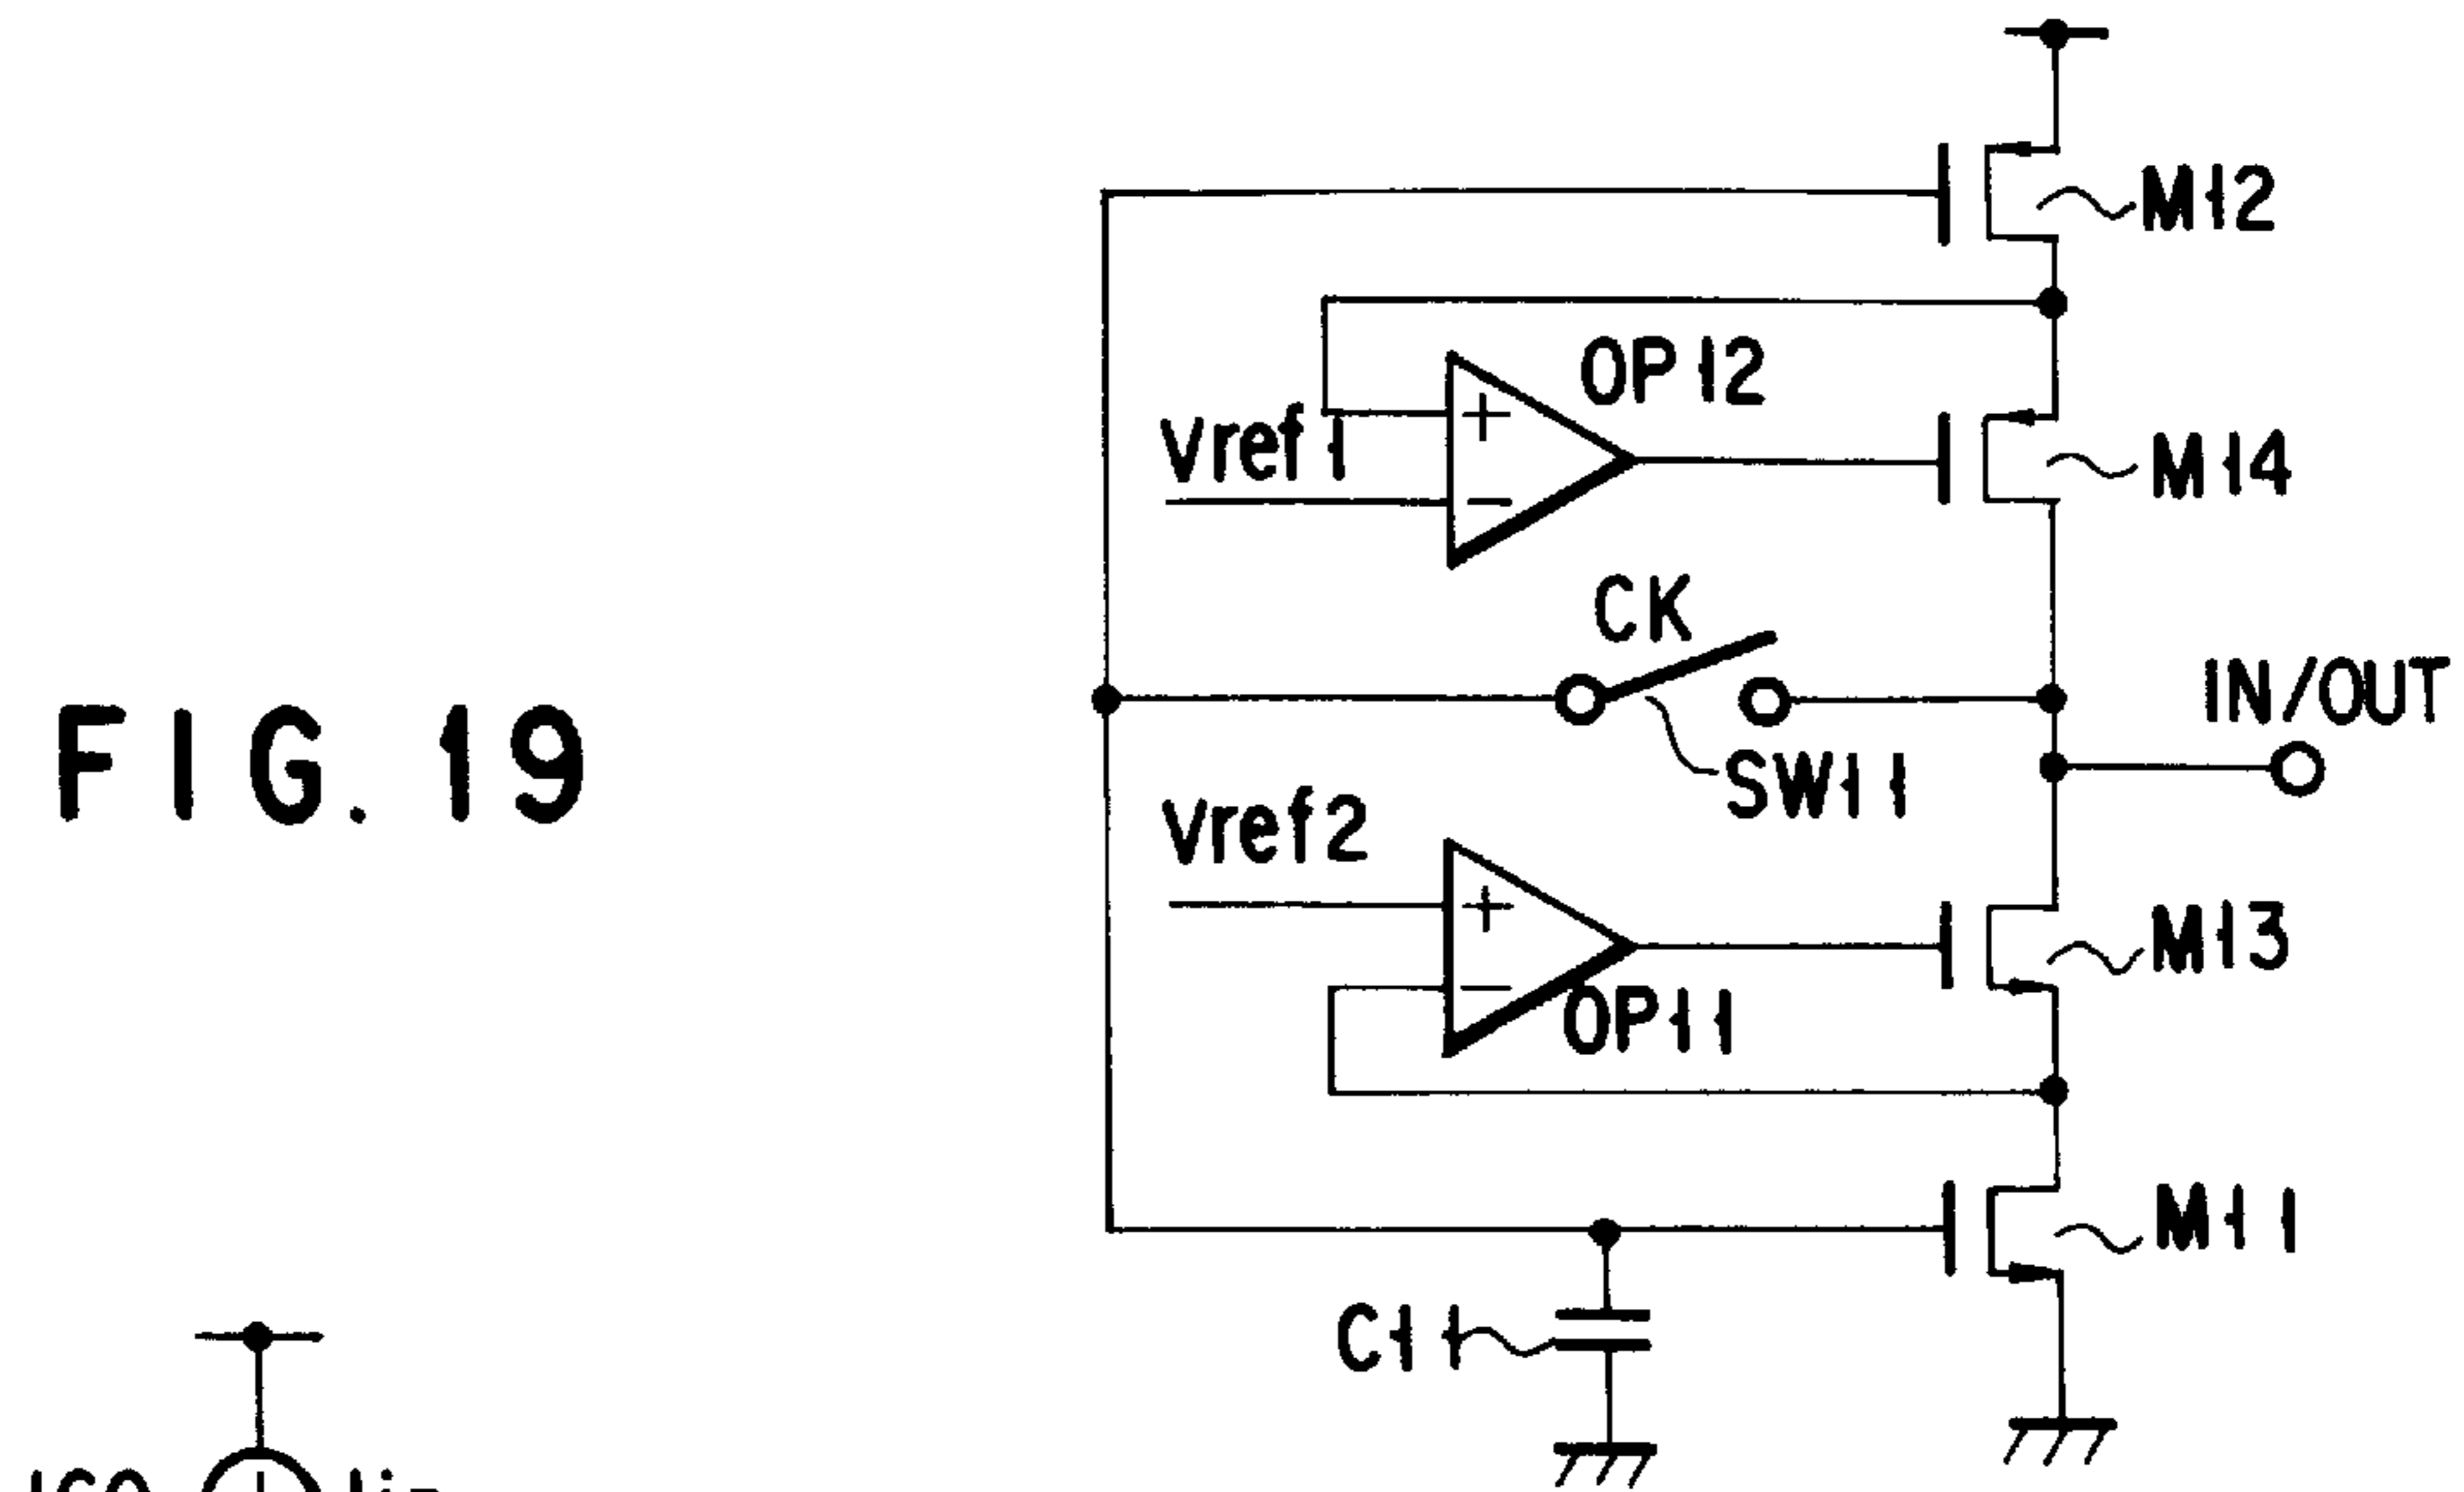 M12
OP12
vref1
+
−
M14
CK
IN/OUT
FIG. 19
SW11
vref2
+
−
M13
OP11
M11
C11